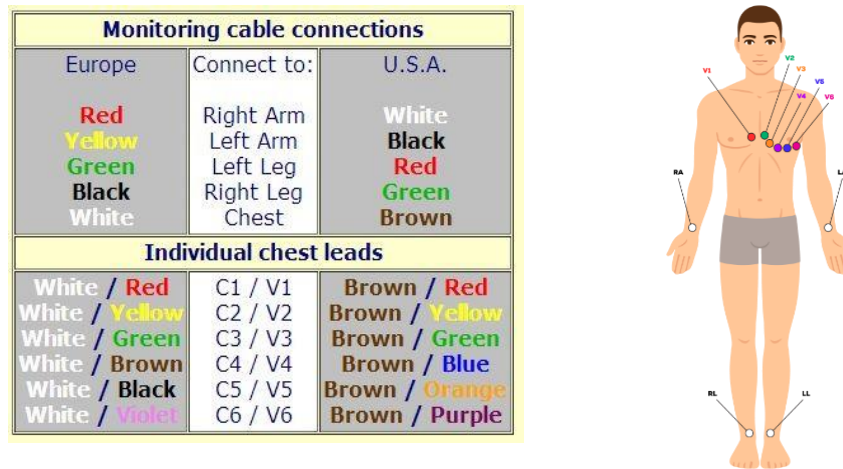 Monitoring cable connections
Europe Connect to: U.S.A.
Red Right Arm White
Yellow Left Arm Black
Green Left Leg Red
Black Right Leg Green
White Chest Brown
Individual chest leads
White / Red C1 / V1 Brown / Red
White / Yellow C2 / V2 Brown / Yellow
White / Green C3 / V3 Brown / Green
White / Brown C4 / V4 Brown / Blue
White / Black C5 / V5 Brown / Orange
White / Violet C6 / V6 Brown / Purple
V1
V2
V3
V5
V4
V6
RA
RL
LL